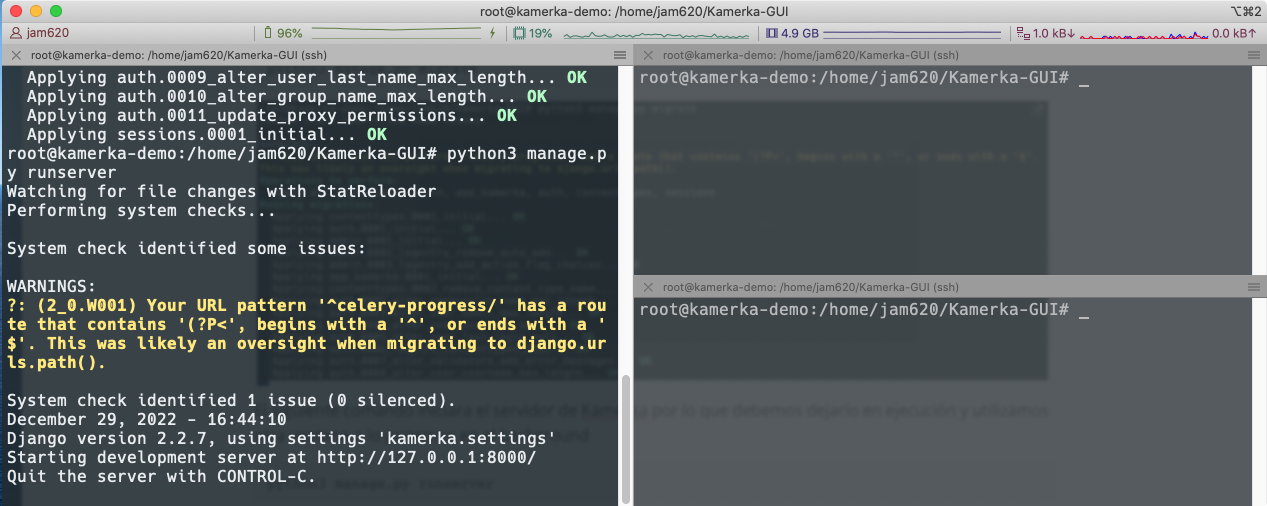 root@kamerka-demo: /home/jam620/Kamerka-GUI
⌥⌘2
jam620
96%
19%
4.9 GB
1.0 kB↓
0.0 kB↑
root@kamerka-demo: /home/jam620/Kamerka-GUI (ssh)
Applying auth.0009_alter_user_last_name_max_length... OK
Applying auth.0010_alter_group_name_max_length... OK
Applying auth.0011_update_proxy_permissions... OK
Applying sessions.0001_initial... OK
root@kamerka-demo:/home/jam620/Kamerka-GUI# python3 manage.p
y runserver
Watching for file changes with StatReloader
Performing system checks...
System check identified some issues:
WARNINGS:
?: (2_0.W001) Your URL pattern '^celery-progress/' has a rou
te that contains '(?P<', begins with a '^', or ends with a '
$'. This was likely an oversight when migrating to django.ur
ls.path().
System check identified 1 issue (0 silenced).
December 29, 2022 - 16:44:10
Django version 2.2.7, using settings 'kamerka.settings'
Starting development server at http://127.0.0.1:8000/
Quit the server with CONTROL-C.
root@kamerka-demo: /home/jam620/Kamerka-GUI (ssh)
root@kamerka-demo:/home/jam620/Kamerka-GUI# _
root@kamerka-demo: /home/jam620/Kamerka-GUI (ssh)
root@kamerka-demo:/home/jam620/Kamerka-GUI# _